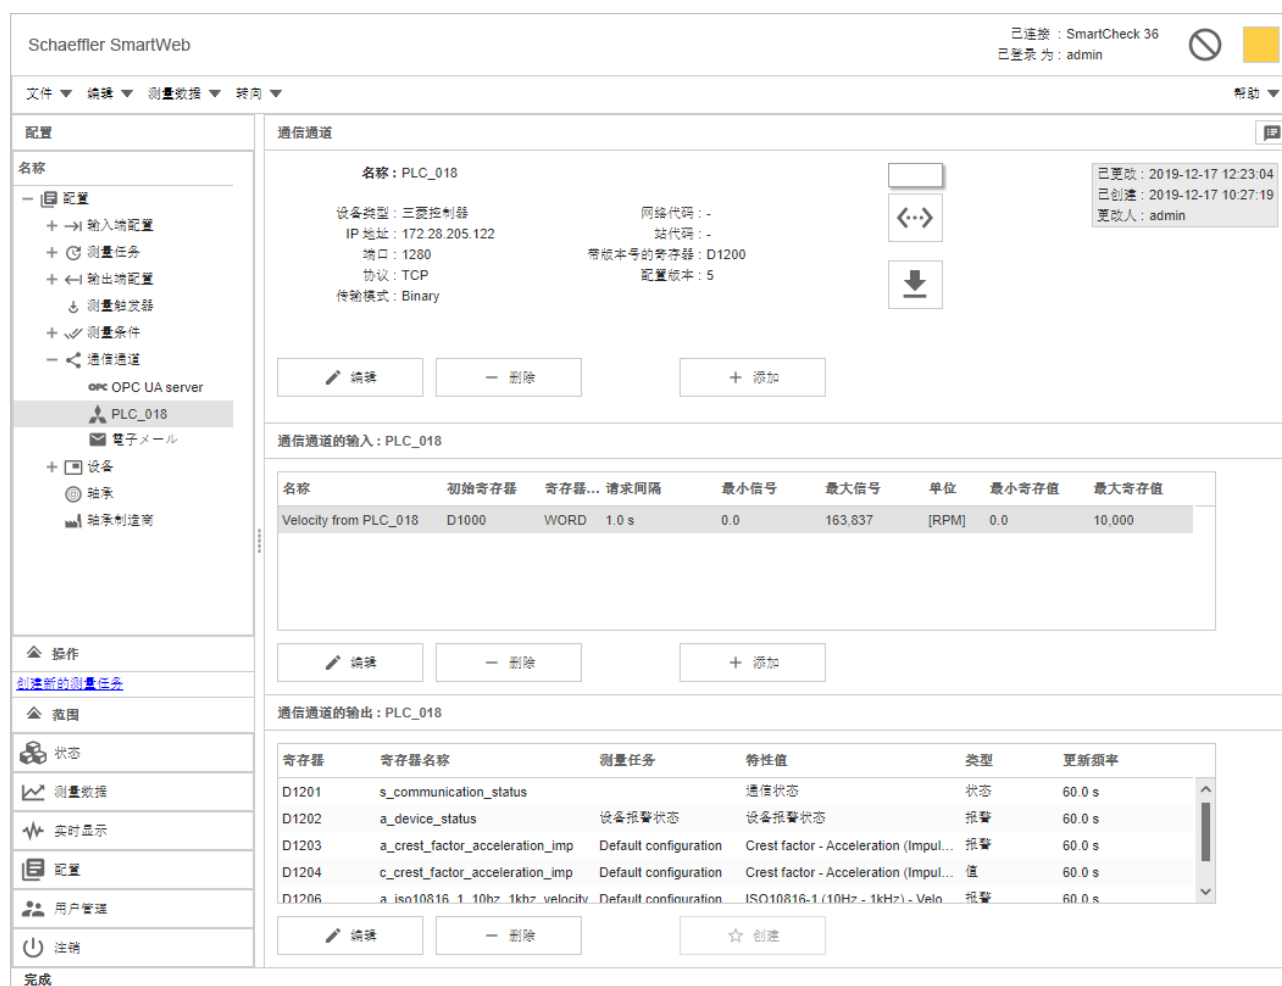 Schaeffler SmartWeb
已连接 : SmartCheck 36
已登录 为 : admin
文件 编辑 测量数据 转向 帮助
配置
名称
配置
输入端配置
测量任务
输出端配置
测量触发器
测量条件
通信通道
OPC OPC UA server
PLC_018
電子メール
设备
轴承
轴承制造商
操作
创建新的测量任务
范围
状态
测量数据
实时显示
配置
用户管理
注销
完成
通信通道
名称 : PLC_018
设备类型 : 三菱控制器
IP 地址 : 172.28.205.122
端口 : 1280
协议 : TCP
传输模式 : Binary
网络代码 : -
站代码 : -
带版本号的寄存器 : D1200
配置版本 : 5
已更改 : 2019-12-17 12:23:04
已创建 : 2019-12-17 10:27:19
更改人 : admin
编辑 删除 添加
通信通道的输入 : PLC_018
名称 初始寄存器 寄存器... 请求间隔 最小信号 最大信号 单位 最小寄存值 最大寄存值
Velocity from PLC_018 D1000 WORD 1.0 s 0.0 163,837 [RPM] 0.0 10,000
编辑 删除 添加
通信通道的输出 : PLC_018
寄存器 寄存器名称 测量任务 特性值 类型 更新频率
D1201 s_communication_status 通信状态 状态 60.0 s
D1202 a_device_status 设备报警状态 设备报警状态 报警 60.0 s
D1203 a_crest_factor_acceleration_imp Default configuration Crest factor - Acceleration (Impul... 报警 60.0 s
D1204 c_crest_factor_acceleration_imp Default configuration Crest factor - Acceleration (Impul... 值 60.0 s
D1206 a_iso10816_1_10hz_1khz_velocity Default configuration ISO10816-1 (10Hz - 1kHz) - Velo... 报警 60.0 s
编辑 删除 创建